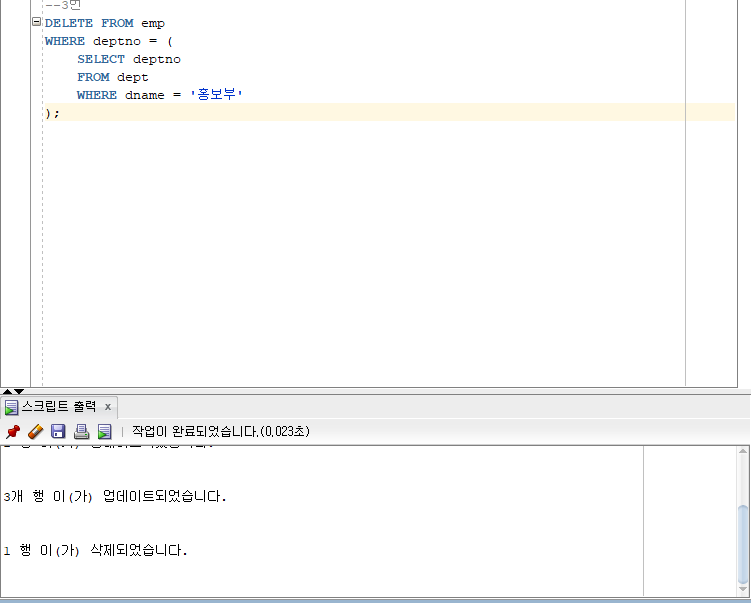 --3번
DELETE FROM emp
WHERE deptno = (
SELECT deptno
FROM dept
WHERE dname = '홍보부'
);
스크립트 출력 x
작업이 완료되었습니다.(0.023초)
3개 행 이(가) 업데이트되었습니다.
1 행 이(가) 삭제되었습니다.